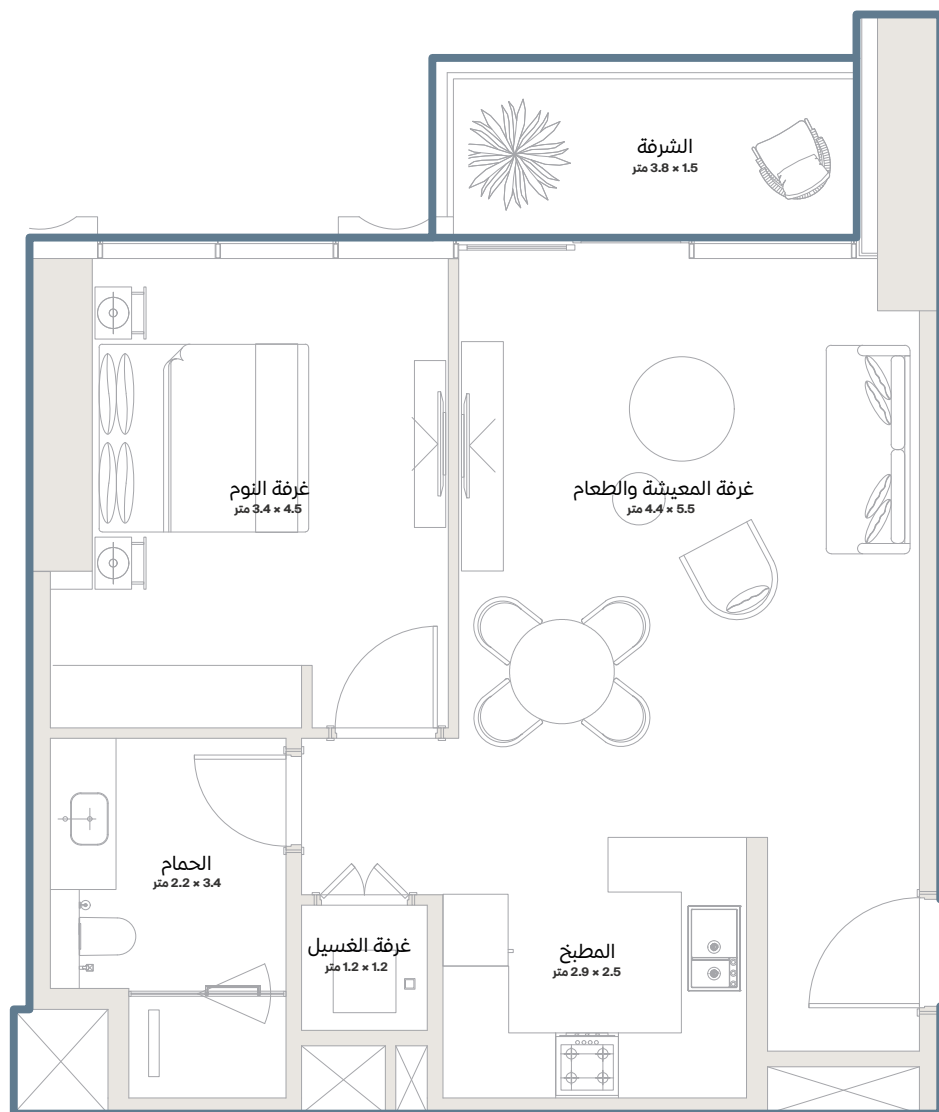 الشرفة
3.8 × 1.5 متر
غرفة المعيشة والطعام
4.4 × 5.5 متر
غرفة النوم
3.4 × 4.5 متر
الحمام
2.2 × 3.4 متر
غرفة الغسيل
1.2 × 1.2 متر
المطبخ
2.9 × 2.5 متر